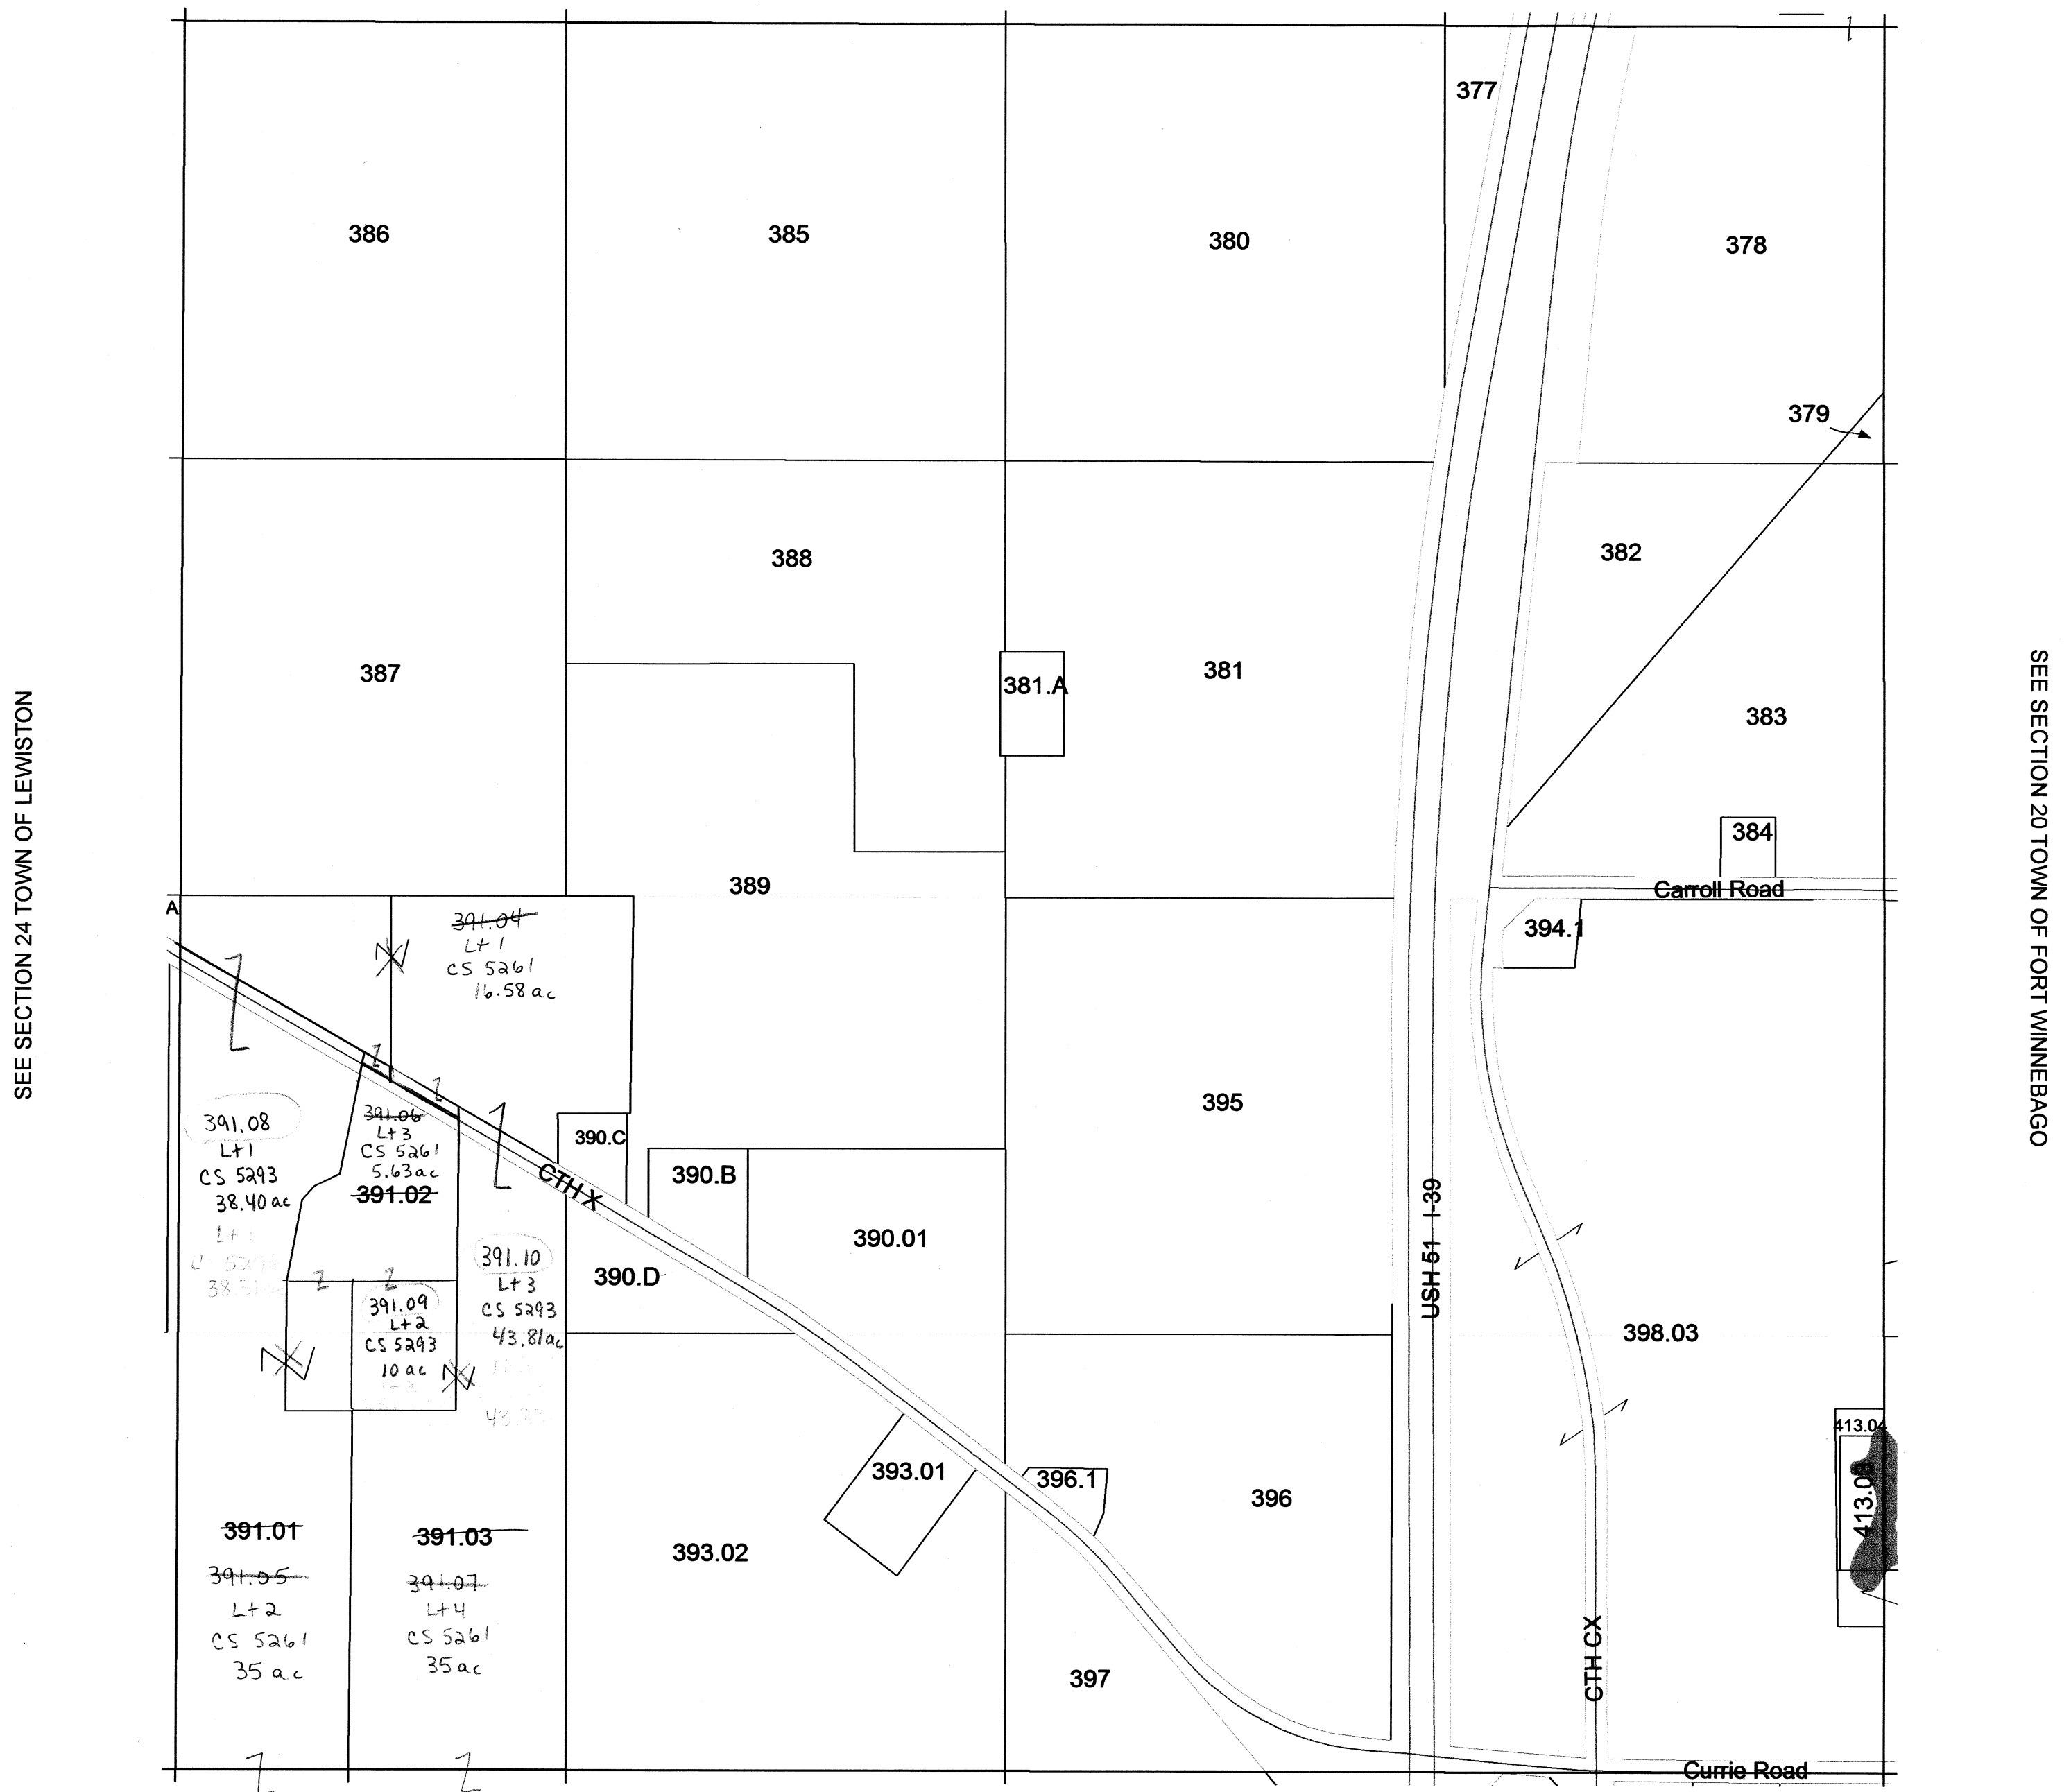 377
386
385
380
378
379
388
382
387
381.A
381
383
384
389
Carroll Road
A
391.04
Lt 1
CS 5261
16.58 ac
394.1
SEE SECTION 24 TOWN OF LEWISTON
SEE SECTION 20 TOWN OF FORT WINNEBAGO
391.08
Lt 1
CS 5293
38.40 ac
391.06
Lt 3
CS 5261
5.63 ac
391.02
390.C
CTH X
390.B
395
390.01
390.D
USH 51 I-39
391.10
Lt 3
CS 5293
43.81 ac
391.09
Lt 2
CS 5293
10 ac
398.03
413.04
393.01
396.1
396
413.03
391.01
391.05
Lt 2
CS 5261
35 ac
391.03
391.07
Lt 4
CS 5261
35 ac
393.02
397
CTH CX
Currie Road